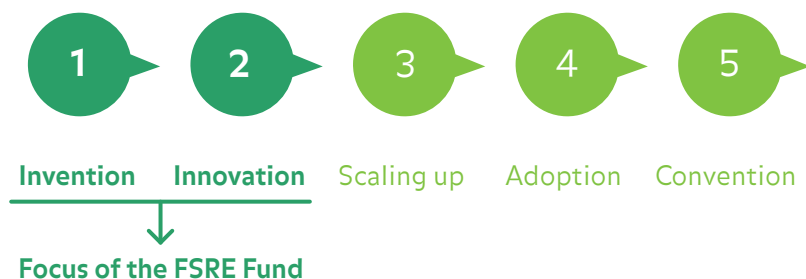 1 2 3 4 5
Invention Innovation Scaling up Adoption Convention
Focus of the FSRE Fund